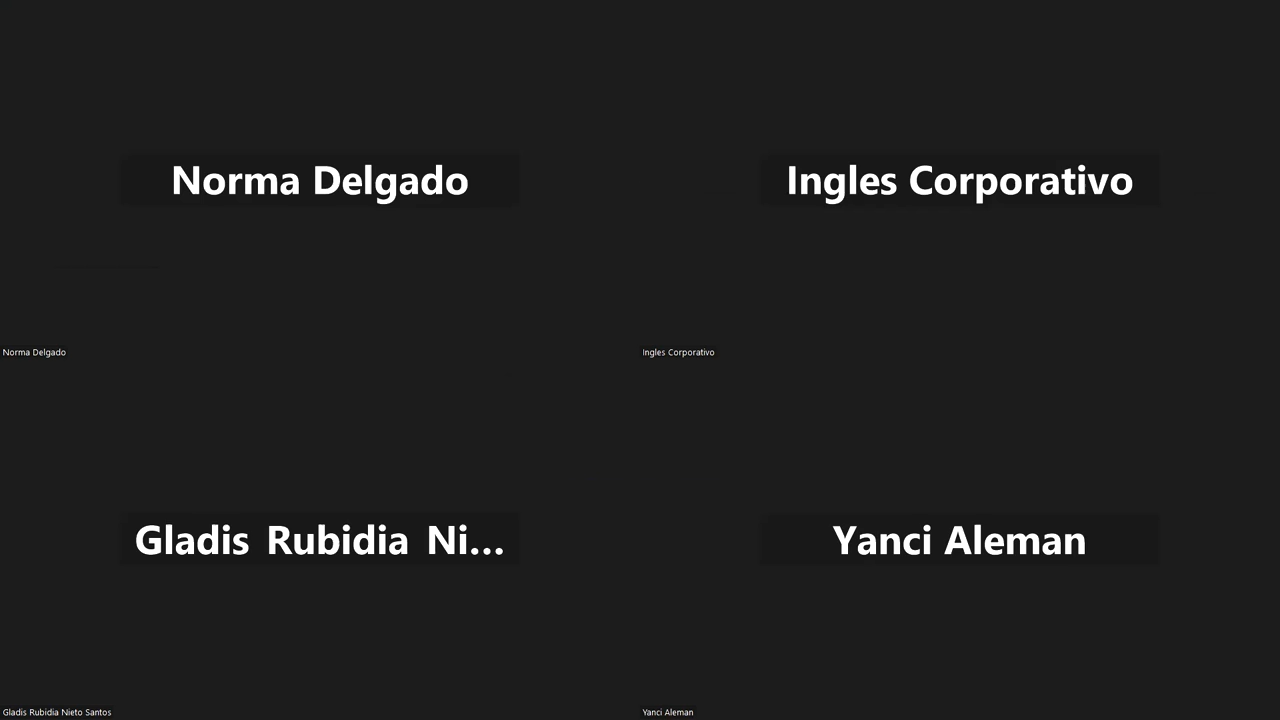 Norma Delgado
Ingles Corporativo
Norma Delgado
Ingles Corporativo
Gladis Rubidia Ni...
Yanci Aleman
Gladis Rubidia Nieto Santos
Yanci Aleman